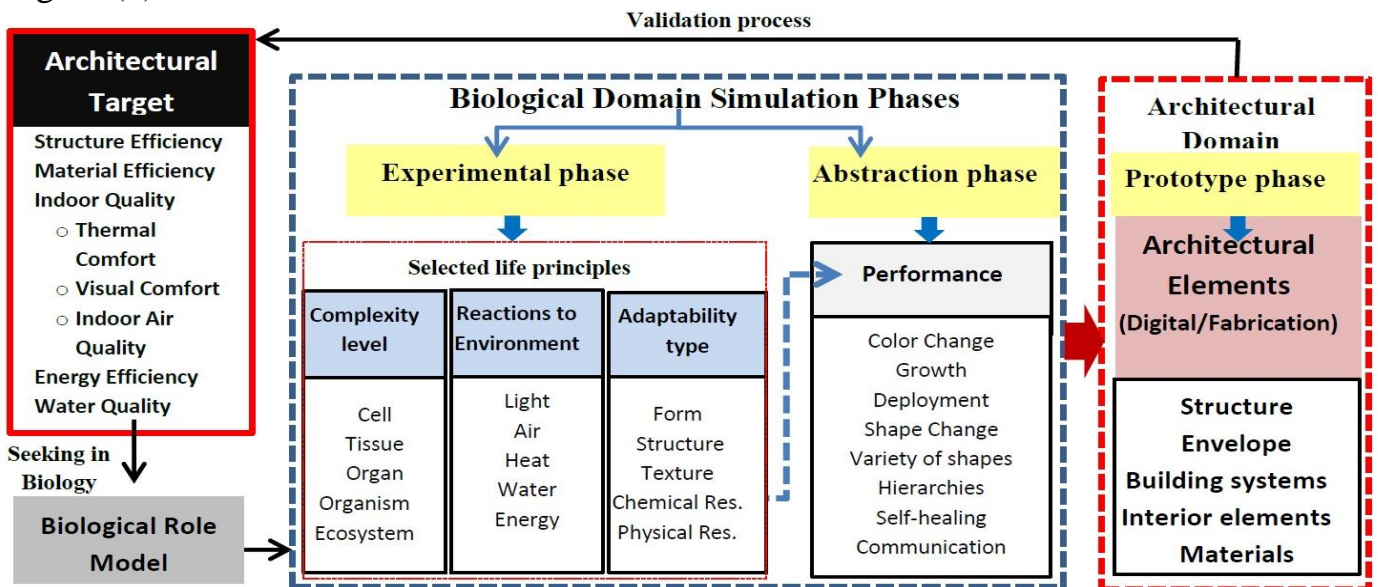 Validation process
Architectural
Target
Structure Efficiency
Material Efficiency
Indoor Quality
○ Thermal
Comfort
○ Visual Comfort
○ Indoor Air
Quality
Energy Efficiency
Water Quality
Seeking in
Biology
Biological Role
Model
Biological Domain Simulation Phases
Experimental phase
Selected life principles
Complexity
level
Cell
Tissue
Organ
Organism
Ecosystem
Reactions to
Environment
Light
Air
Heat
Water
Energy
Adaptability
type
Form
Structure
Texture
Chemical Res.
Physical Res.
Abstraction phase
Performance
Color Change
Growth
Deployment
Shape Change
Variety of shapes
Hierarchies
Self-healing
Communication
Architectural
Domain
Prototype phase
Architectural
Elements
(Digital/Fabrication)
Structure
Envelope
Building systems
Interior elements
Materials